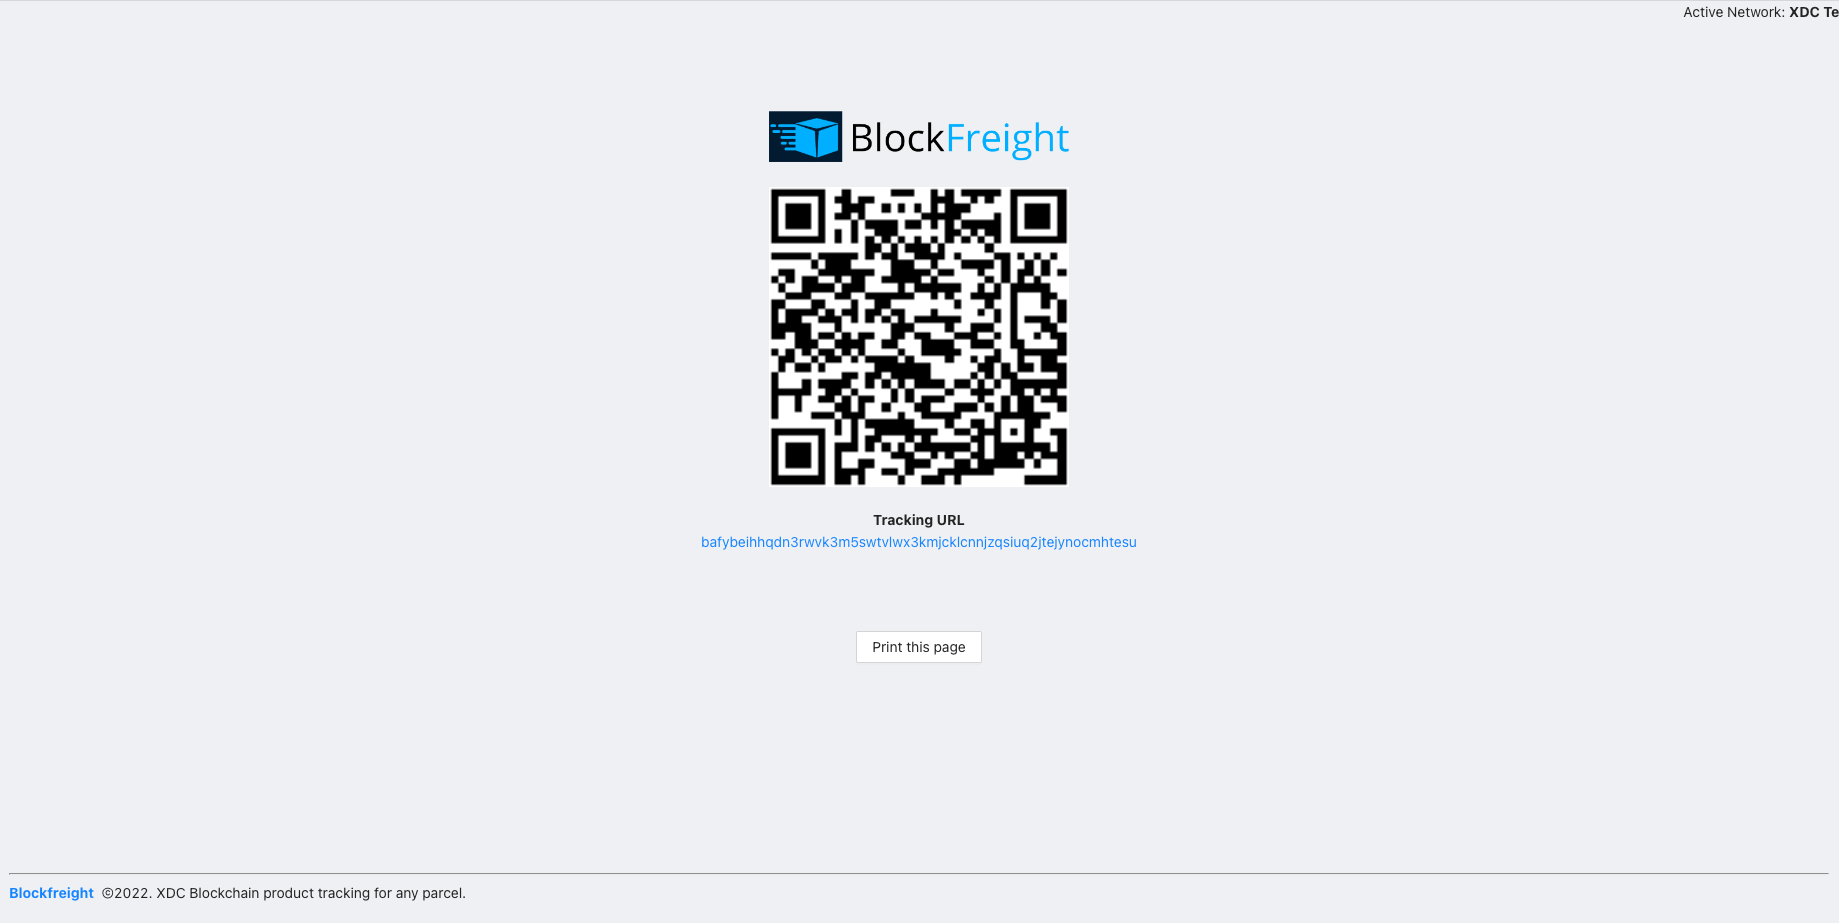 Active Network: XDC Te
BlockFreight
Tracking URL
bafybeihhqdn3rwvk3m5swtvlwx3kmjcklcnnjzqsiuq2jtejynocmhtesu
Print this page
Blockfreight ©2022. XDC Blockchain product tracking for any parcel.